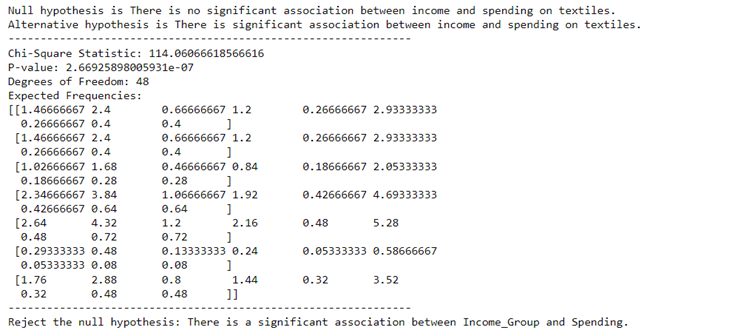 Null hypothesis is There is no significant association between income and spending on textiles.
Alternative hypothesis is There is significant association between income and spending on textiles.
------------------------------------------------------------
Chi-Square Statistic: 114.06066618566616
P-value: 2.66925898005931e-07
Degrees of Freedom: 48
Expected Frequencies:
[[1.46666667 2.4        0.66666667 1.2        0.26666667 2.93333333
  0.26666667 0.4        0.4       ]
 [1.46666667 2.4        0.66666667 1.2        0.26666667 2.93333333
  0.26666667 0.4        0.4       ]
 [1.02666667 1.68       0.46666667 0.84       0.18666667 2.05333333
  0.18666667 0.28       0.28      ]
 [2.34666667 3.84       1.06666667 1.92       0.42666667 4.69333333
  0.42666667 0.64       0.64      ]
 [2.64       4.32       1.2        2.16       0.48       5.28
  0.48       0.72       0.72      ]
 [0.29333333 0.48       0.13333333 0.24       0.05333333 0.58666667
  0.05333333 0.08       0.08      ]
 [1.76       2.88       0.8        1.44       0.32       3.52
  0.32       0.48       0.48      ]]
------------------------------------------------------------
Reject the null hypothesis: There is a significant association between Income_Group and Spending.